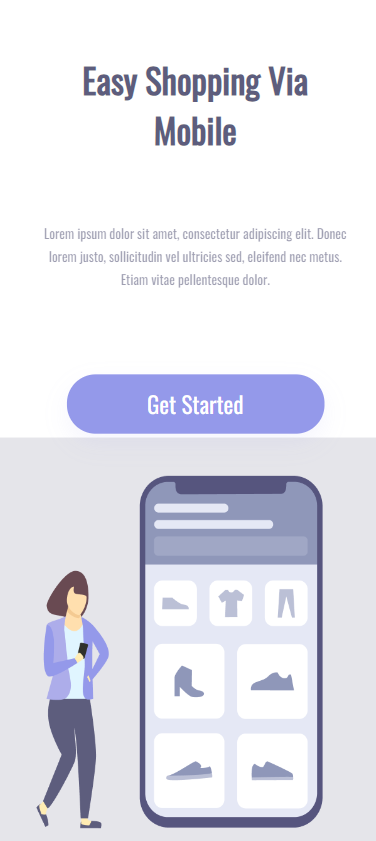 Easy Shopping Via
Mobile
Lorem ipsum dolor sit amet, consectetur adipiscing elit. Donec
lorem justo, sollicitudin vel ultricies sed, eleifend nec metus.
Etiam vitae pellentesque dolor.
Get Started